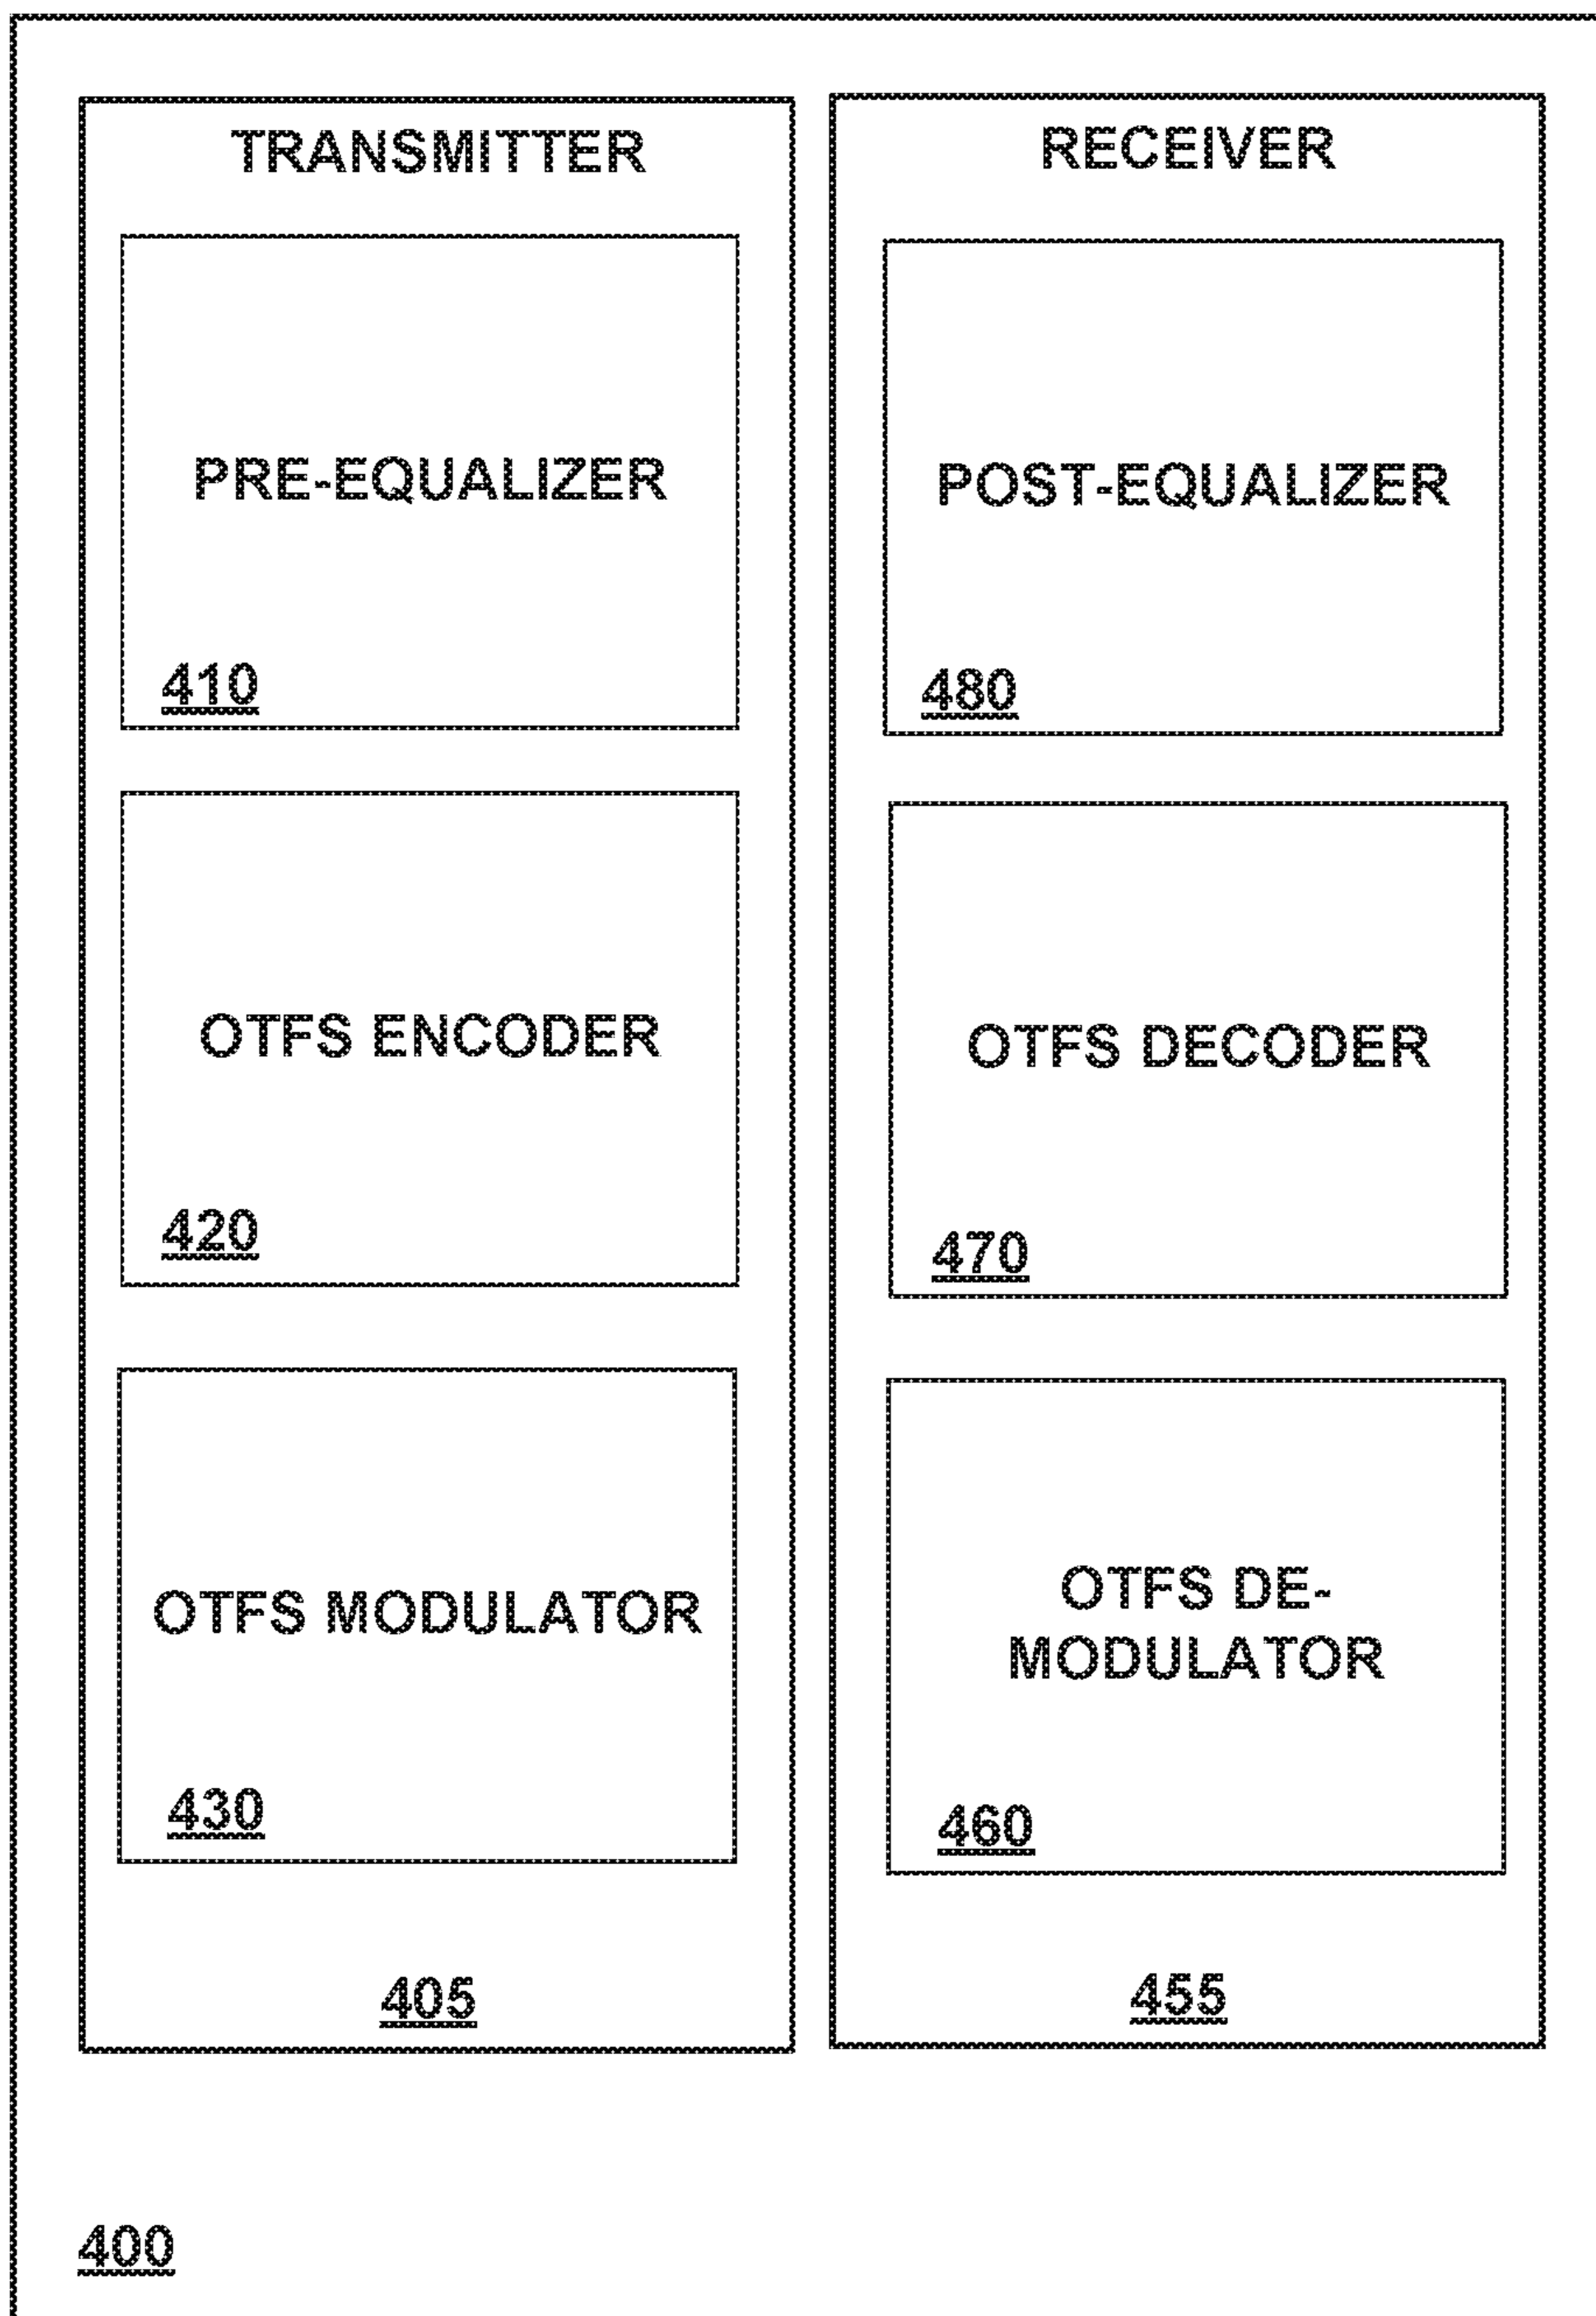 TRANSMITTER
PRE-EQUALIZER
410
OTFS ENCODER
420
OTFS MODULATOR
430
405
RECEIVER
POST-EQUALIZER
480
OTFS DECODER
470
OTFS DE-
MODULATOR
460
455
400